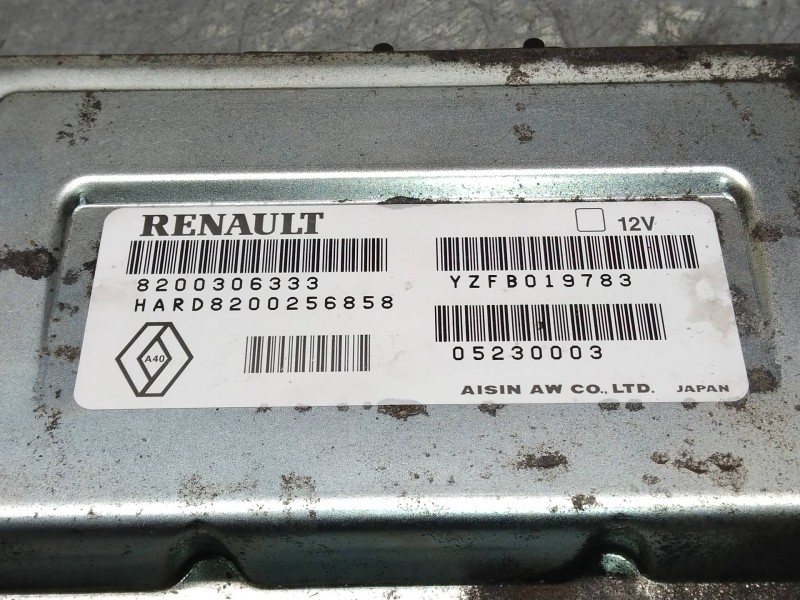 RENAULT
12V
8200306333
HARD8200256858
YZFB019783
05230003
A40
AISIN AW CO., LTD. JAPAN